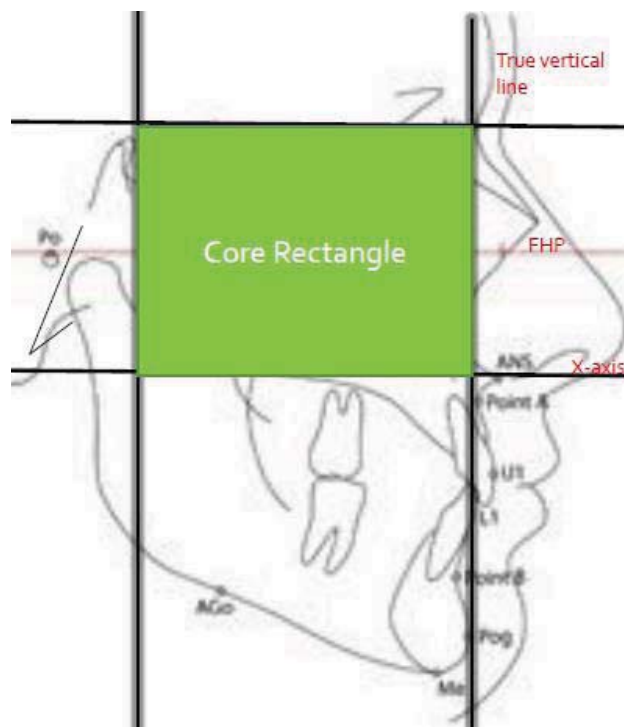 True vertical
line
Po
Core Rectangle
FHP
ANS
X-axis
Point A
U1
L1
Point B
AGo
Pog
Me